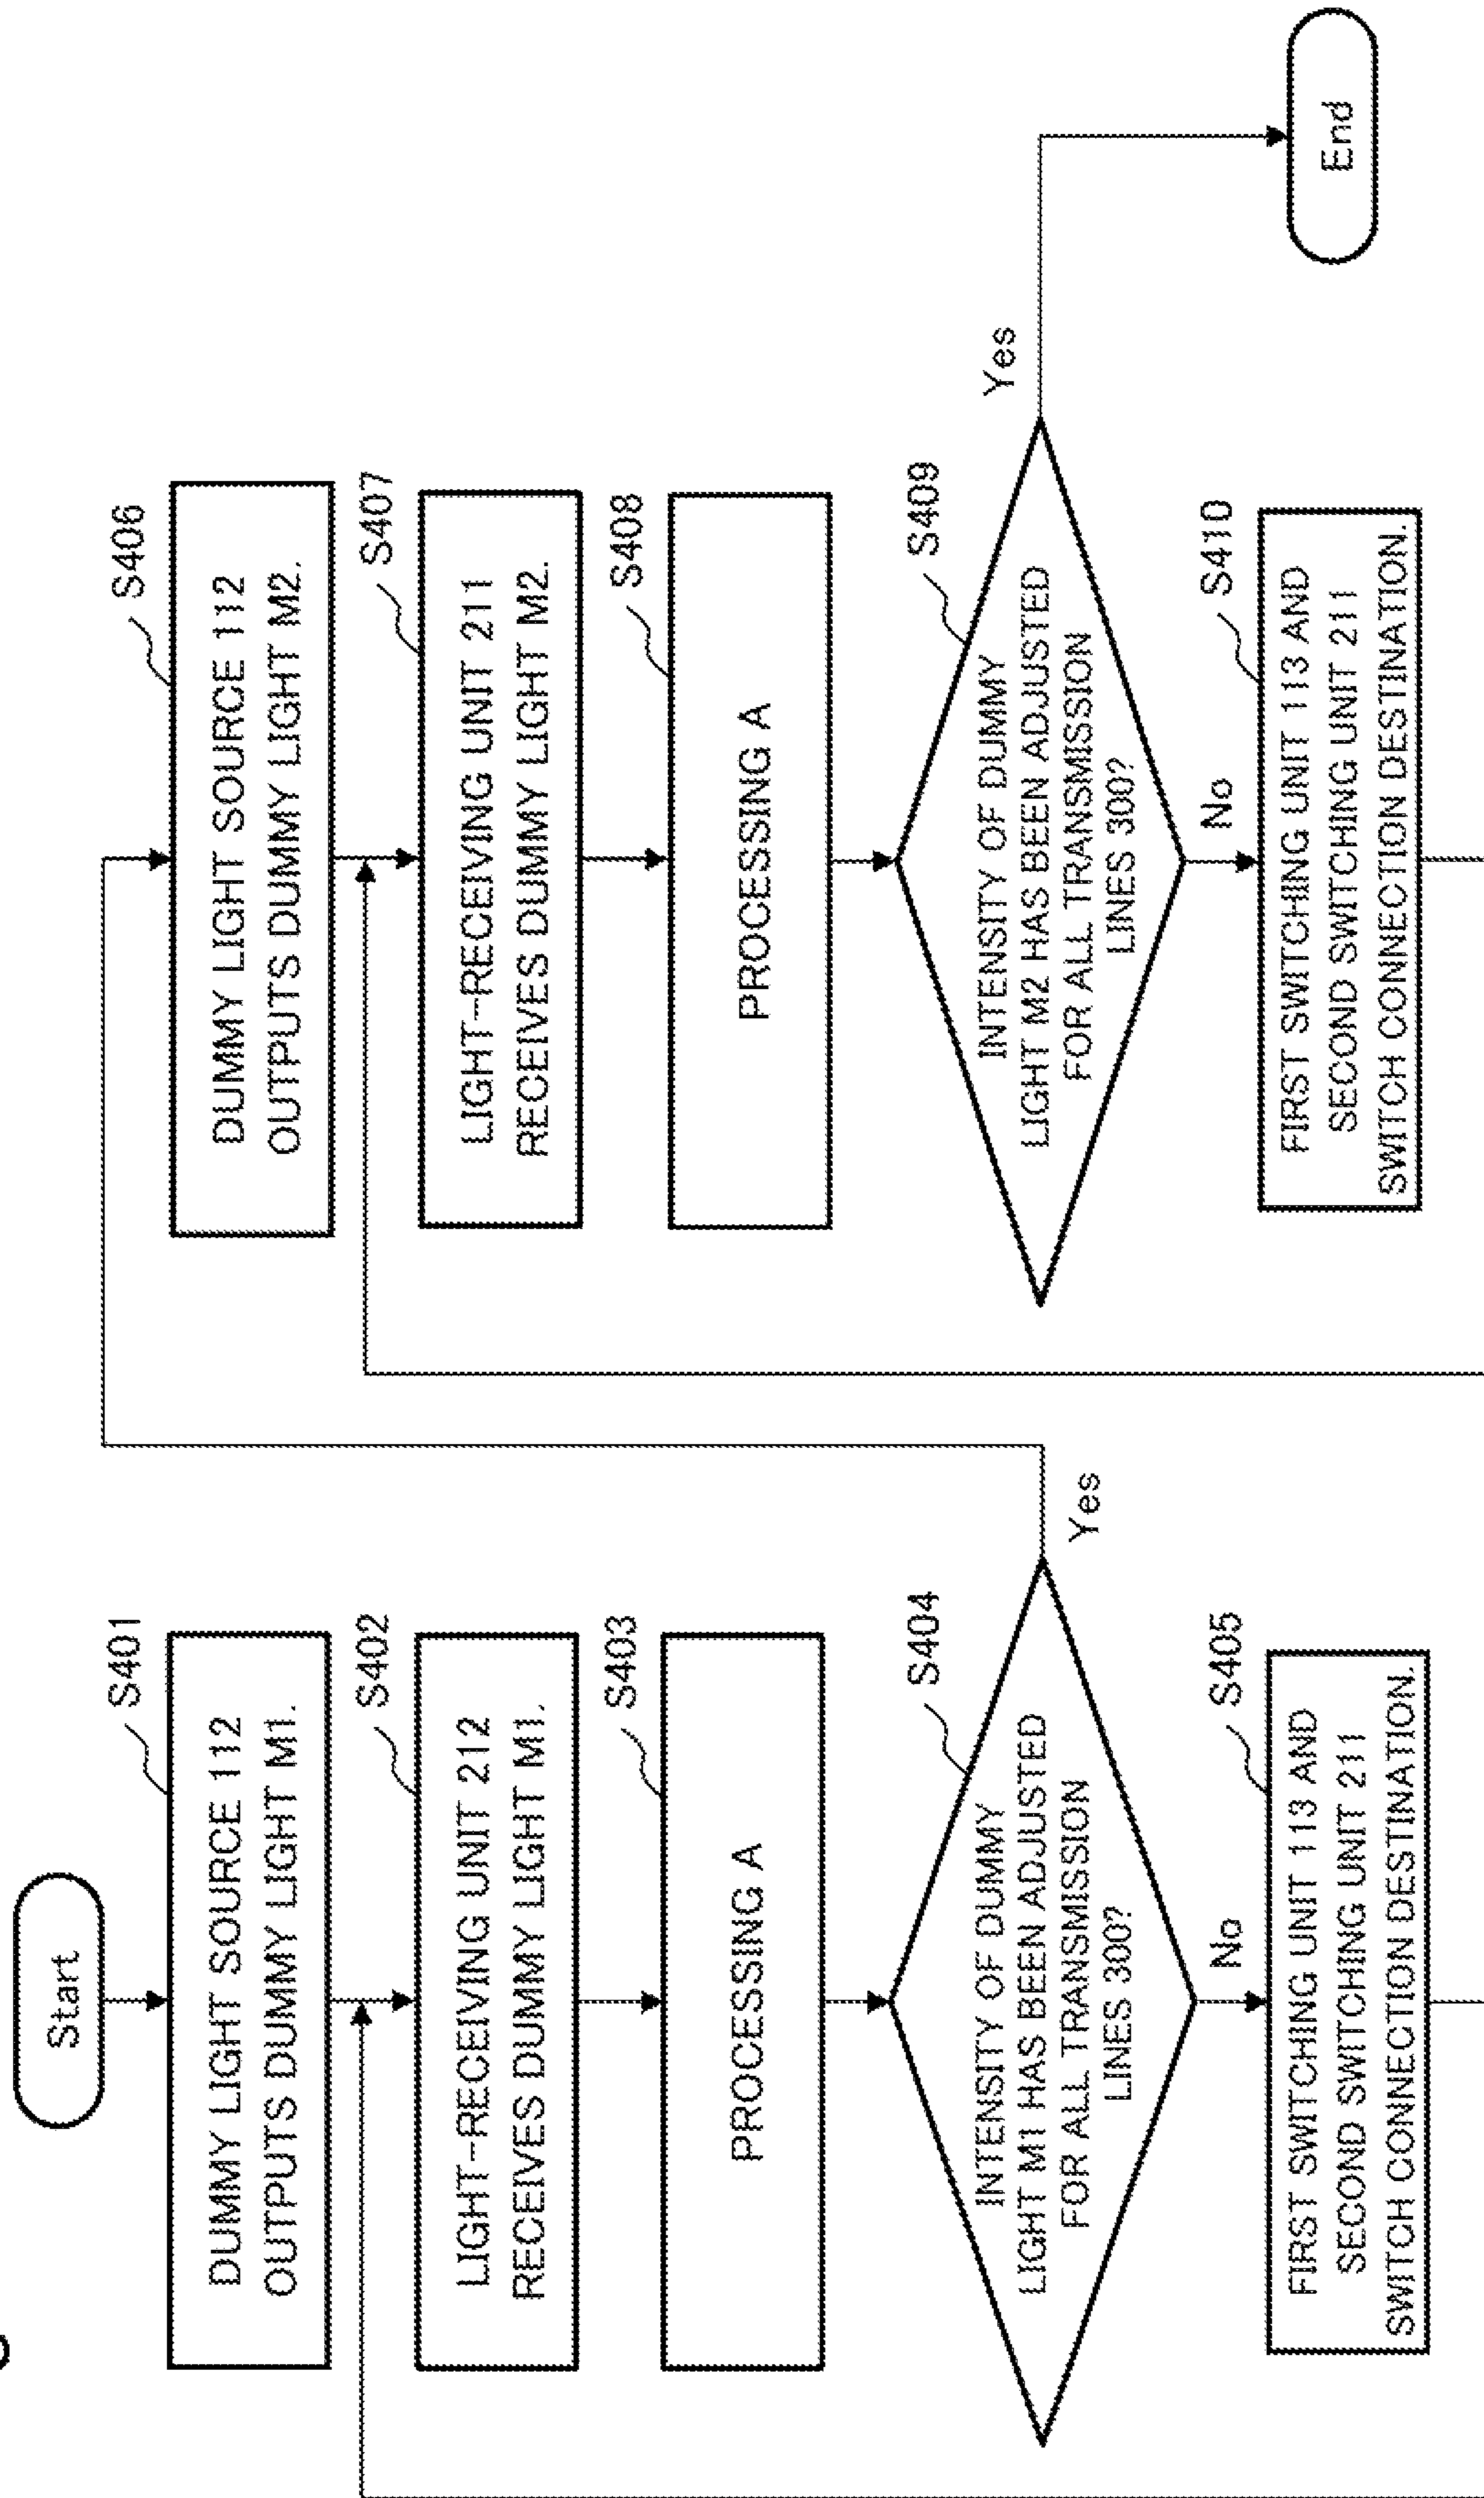 Start
S401
DUMMY LIGHT SOURCE 112
OUTPUTS DUMMY LIGHT M1.
S402
LIGHT-RECEIVING UNIT 212
RECEIVES DUMMY LIGHT M1.
S403
PROCESSING A
S404
INTENSITY OF DUMMY
LIGHT M1 HAS BEEN ADJUSTED
FOR ALL TRANSMISSION
LINES 300?
Yes
No
S405
FIRST SWITCHING UNIT 113 AND
SECOND SWITCHING UNIT 211
SWITCH CONNECTION DESTINATION.
S406
DUMMY LIGHT SOURCE 112
OUTPUTS DUMMY LIGHT M2.
S407
LIGHT-RECEIVING UNIT 211
RECEIVES DUMMY LIGHT M2.
S408
PROCESSING A
S409
INTENSITY OF DUMMY
LIGHT M2 HAS BEEN ADJUSTED
FOR ALL TRANSMISSION
LINES 300?
Yes
No
S410
FIRST SWITCHING UNIT 113 AND
SECOND SWITCHING UNIT 211
SWITCH CONNECTION DESTINATION.
End